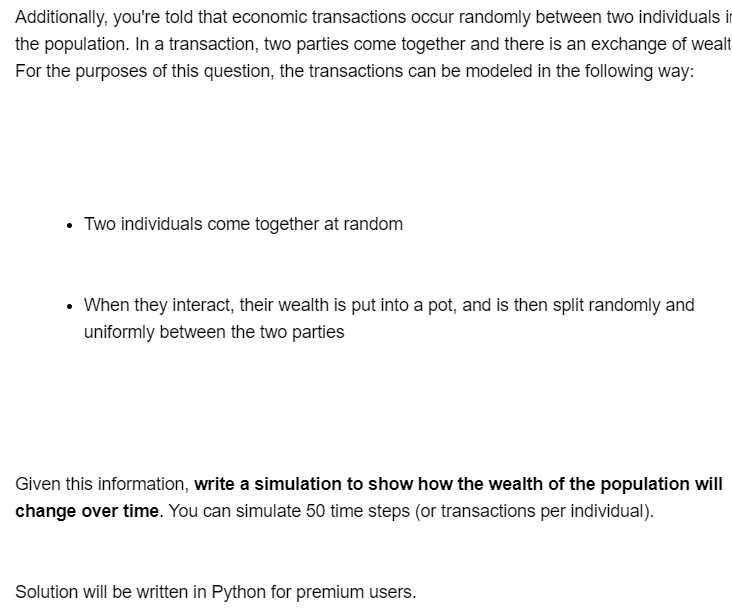 Additionally, you're told that economic transactions occur randomly between two individuals
the population. In a transaction, two parties come together and there is an exchange of
For the purposes of this question, the transactions can be modeled in the following way:
• Two individuals come together at random
• When they interact, their wealth is put into a pot, and is then split randomly and
uniformly between the two parties
Given this information, write a simulation to show how the wealth of the population will
change over time. You can simulate 50 time steps (or transactions per individual).
Solution will be written in Python for premium users.